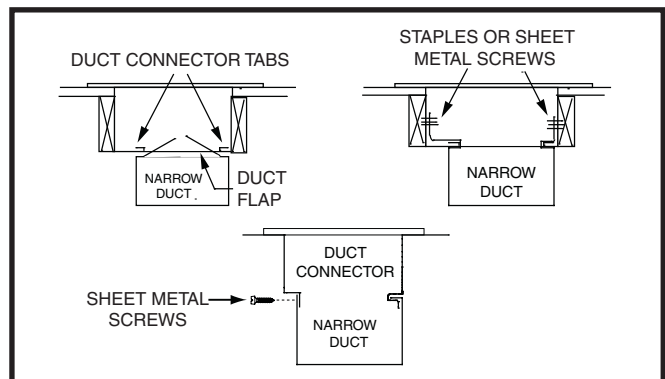 DUCT CONNECTOR TABS
NARROW
DUCT .
DUCT
FLAP
STAPLES OR SHEET
METAL SCREWS
NARROW
DUCT
DUCT
CONNECTOR
SHEET METAL
SCREWS
NARROW
DUCT